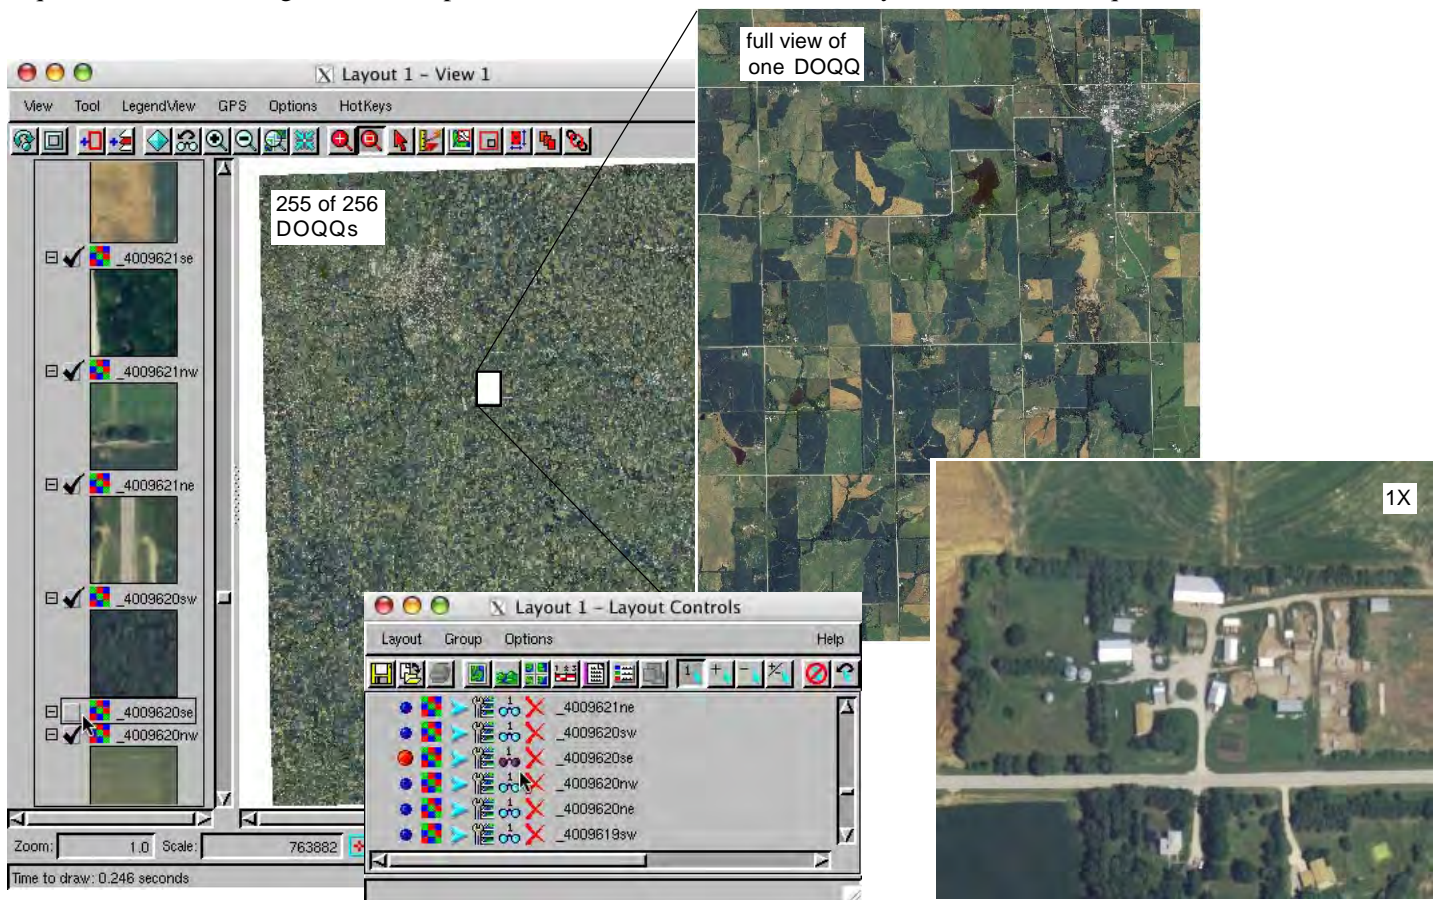 full view of
one DOQQ
Layout 1 - View 1
View Tool LegendView GPS Options HotKeys
255 of 256
DOQQs
_4009621se
_4009621nw
_4009621ne
_4009620sw
_4009620se
_4009620nw
1X
Layout 1 - Layout Controls
Layout Group Options Help
_4009621ne
_4009620sw
_4009620se
_4009620nw
_4009620ne
_4009619sw
Zoom: 1.0 Scale: 763882
Time to draw: 0.246 seconds